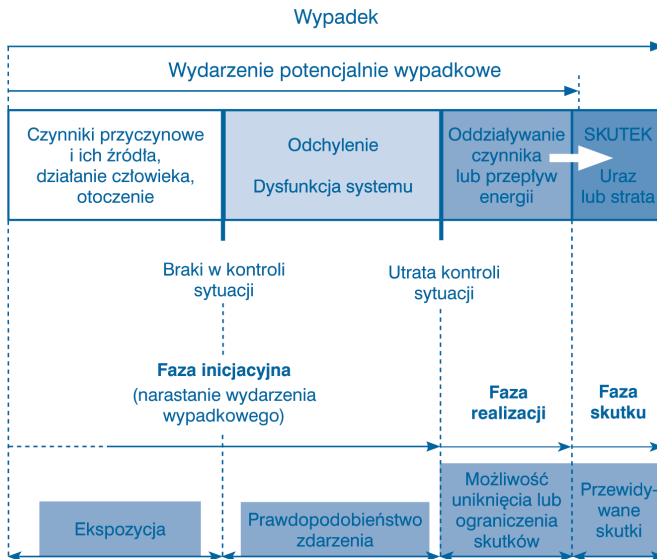 Wypadek
Wydarzenie potencjalnie wypadkowe
Czynniki przyczynowe
i ich źródła,
działanie człowieka,
otoczenie
Odchylenie
Dysfunkcja systemu
Oddziaływanie
czynnika
lub przepływ
energii
SKUTEK
Uraz
lub strata
Braki w kontroli
sytuacji
Utrata kontroli
sytuacji
Faza inicjacyjna
(narastanie wydarzenia
wypadkowego)
Faza
realizacji
Faza
skutku
Ekspozycja
Prawdopodobieństwo
zdarzenia
Możliwość
uniknięcia lub
ograniczenia
skutków
Przewidy-
wane
skutki